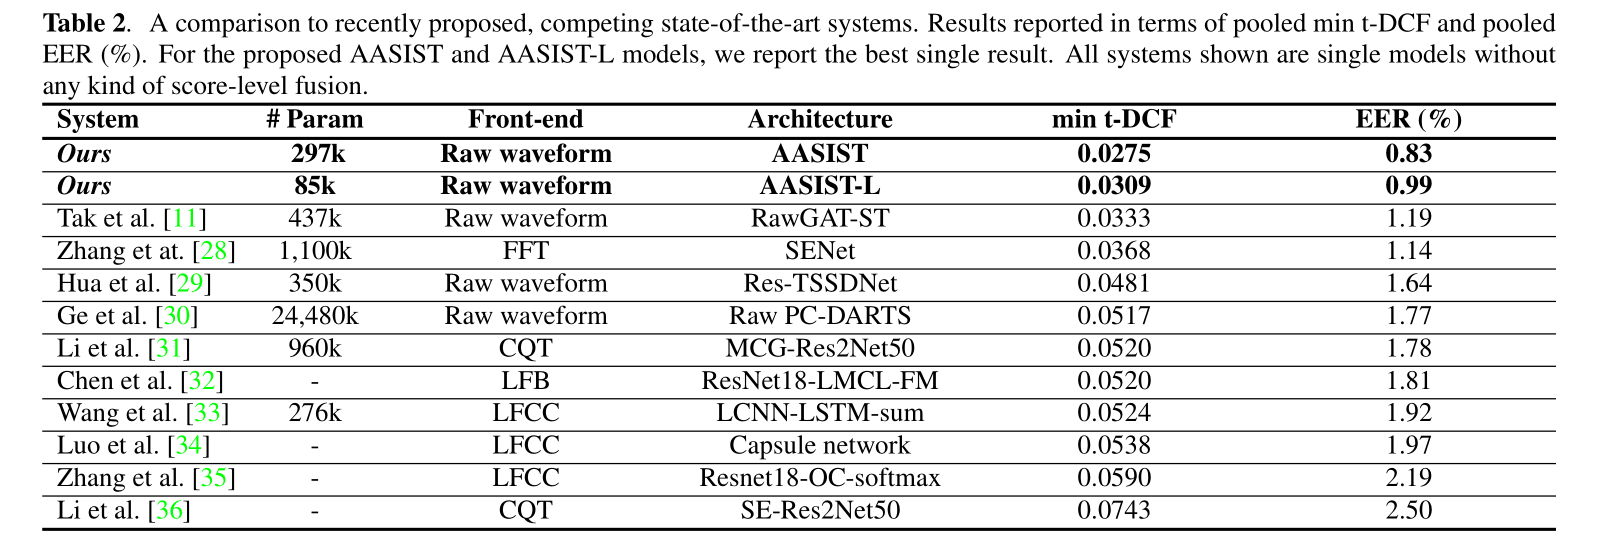 Table 2. A comparison to recently proposed, competing state-of-the-art systems. Results reported in terms of pooled min t-DCF and pooled
EER (%). For the proposed AASIST and AASIST-L models, we report the best single result. All systems shown are single models without
any kind of score-level fusion.
System # Param Front-end Architecture min t-DCF EER (%)
Ours 297k Raw waveform AASIST 0.0275 0.83
Ours 85k Raw waveform AASIST-L 0.0309 0.99
Tak et al. [11] 437k Raw waveform RawGAT-ST 0.0333 1.19
Zhang et at. [28] 1,100k FFT SENet 0.0368 1.14
Hua et al. [29] 350k Raw waveform Res-TSSDNet 0.0481 1.64
Ge et al. [30] 24,480k Raw waveform Raw PC-DARTS 0.0517 1.77
Li et al. [31] 960k CQT MCG-Res2Net50 0.0520 1.78
Chen et al. [32] - LFB ResNet18-LMCL-FM 0.0520 1.81
Wang et al. [33] 276k LFCC LCNN-LSTM-sum 0.0524 1.92
Luo et al. [34] - LFCC Capsule network 0.0538 1.97
Zhang et al. [35] - LFCC Resnet18-OC-softmax 0.0590 2.19
Li et al. [36] - CQT SE-Res2Net50 0.0743 2.50